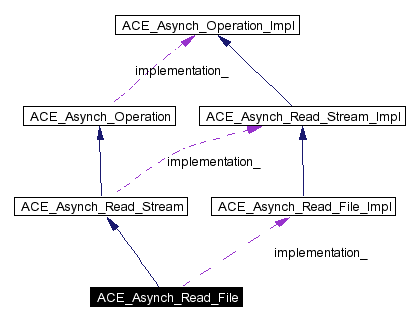 ACE_Asynch_Operation_Impl
implementation_
ACE_Asynch_Operation
ACE_Asynch_Read_Stream_Impl
implementation_
ACE_Asynch_Read_Stream
ACE_Asynch_Read_File_Impl
implementation_
ACE_Asynch_Read_File